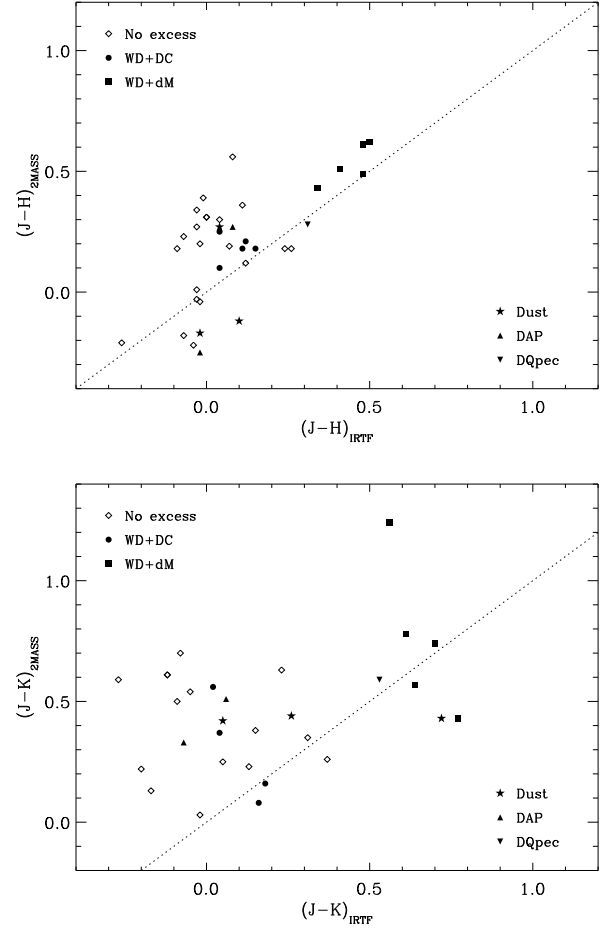 No excess
WD+DC
WD+dM
1.0
0.5
0.0
(J-H)2MASS
Dust
DAP
DQpec
0.0 0.5 1.0
(J-H)IRTF
No excess
WD+DC
WD+dM
1.0
0.5
0.0
(J-K)2MASS
Dust
DAP
DQpec
0.0 0.5 1.0
(J-K)IRTF